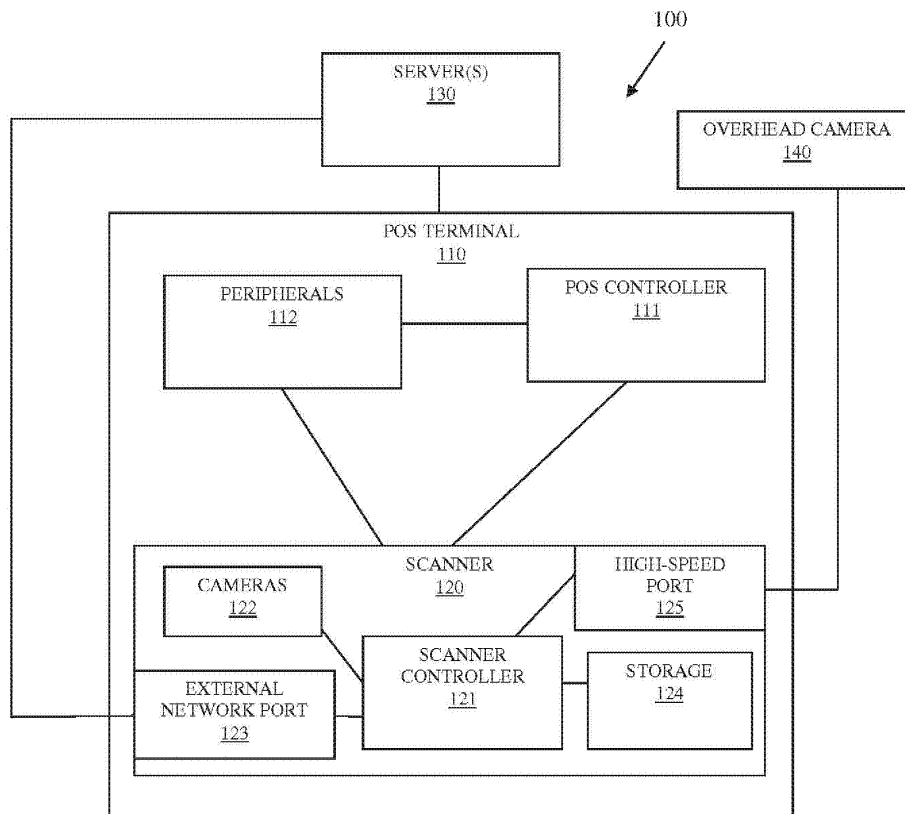 100
SERVER(S)
130
OVERHEAD CAMERA
140
POS TERMINAL
110
PERIPHERALS
112
POS CONTROLLER
111
SCANNER
120
HIGH-SPEED
PORT
125
CAMERAS
122
SCANNER
CONTROLLER
121
STORAGE
124
EXTERNAL
NETWORK PORT
123